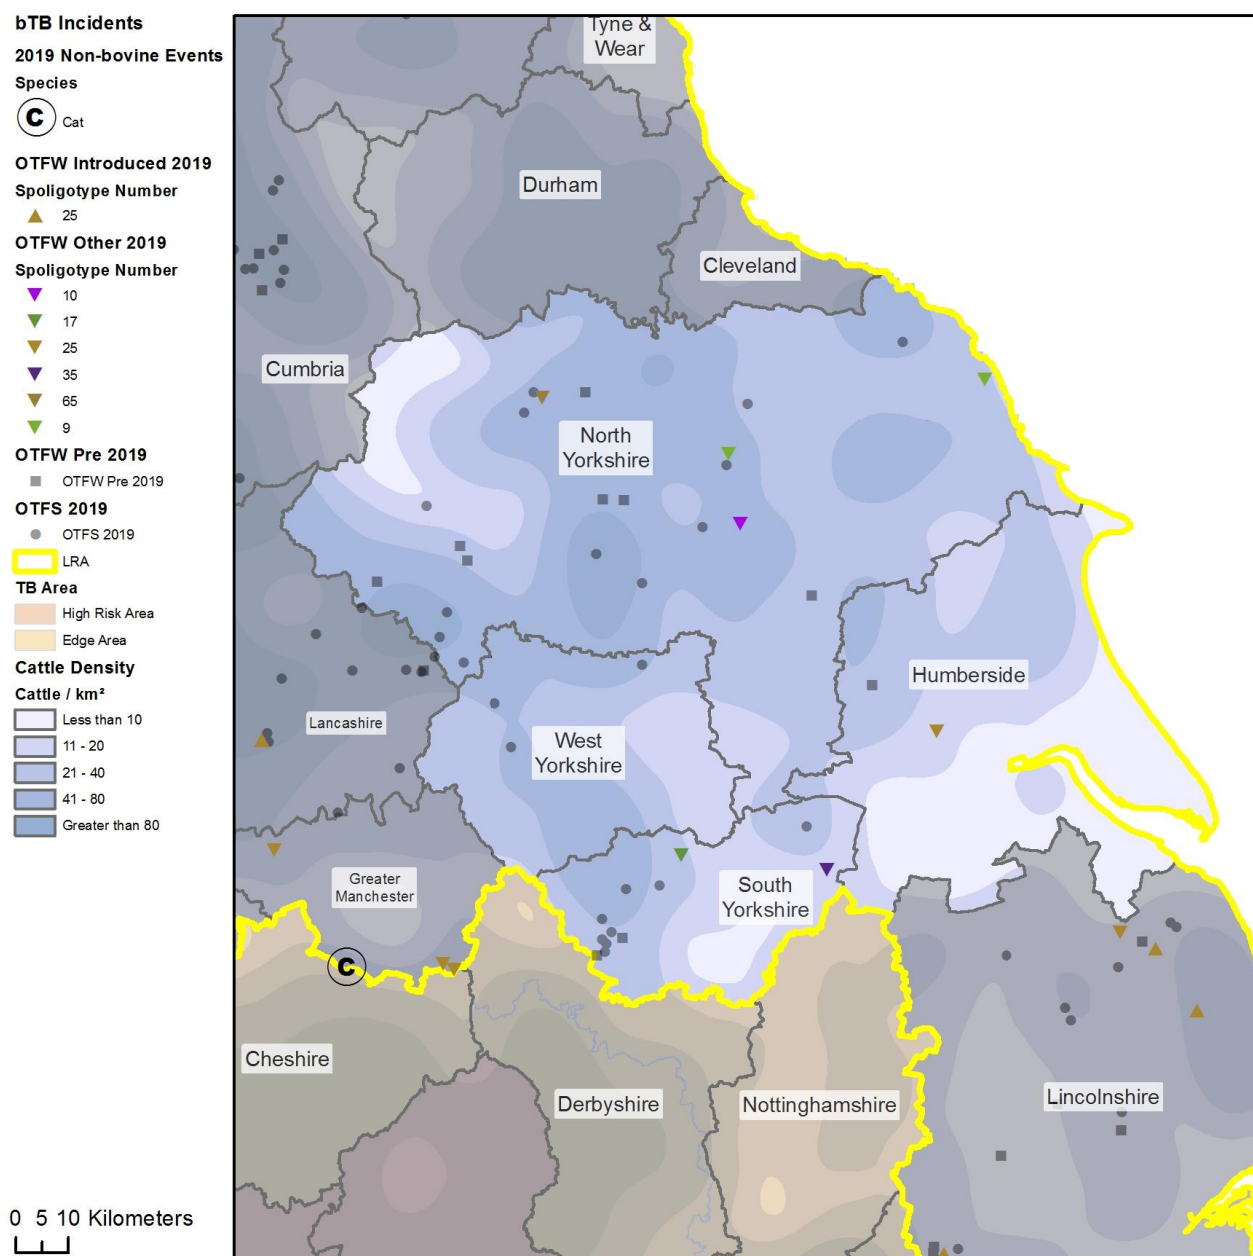 bTB Incidents
2019 Non-bovine Events
Species
C Cat
OTFW Introduced 2019
Spoligotype Number
25
OTFW Other 2019
Spoligotype Number
10
17
25
35
65
9
OTFW Pre 2019
OTFW Pre 2019
OTFS 2019
OTFS 2019
LRA
TB Area
High Risk Area
Edge Area
Cattle Density
Cattle / km²
Less than 10
11 - 20
21 - 40
41 - 80
Greater than 80
0 5 10 Kilometers
Tyne &
Wear
Durham
Cleveland
Cumbria
North
Yorkshire
Humberside
Lancashire
West
Yorkshire
Greater
Manchester
South
Yorkshire
C
Cheshire
Derbyshire
Nottinghamshire
Lincolnshire